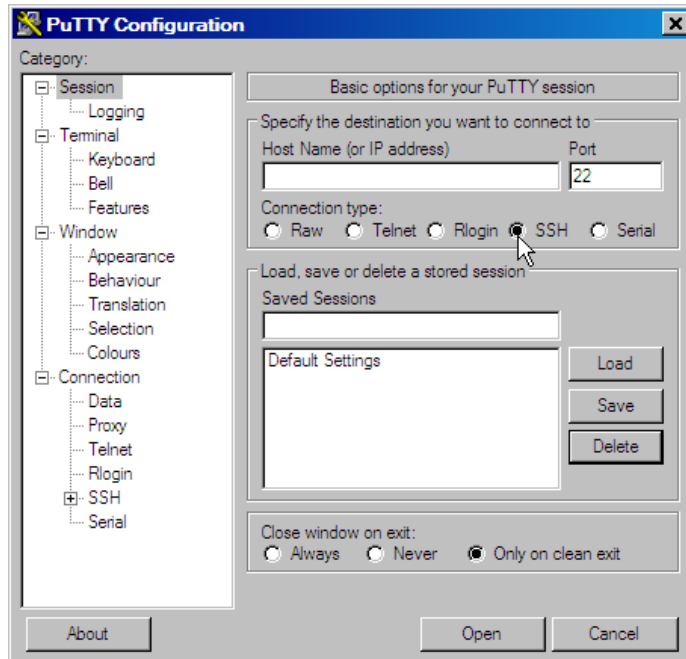 PuTTY Configuration
Category:
Session
Logging
Terminal
Keyboard
Bell
Features
Window
Appearance
Behaviour
Translation
Selection
Colours
Connection
Data
Proxy
Telnet
Rlogin
SSH
Serial
Basic options for your PuTTY session
Specify the destination you want to connect to
Host Name (or IP address) Port
22
Connection type:
Raw Telnet Rlogin SSH Serial
Load, save or delete a stored session
Saved Sessions
Default Settings
Load
Save
Delete
Close window on exit:
Always Never Only on clean exit
About Open Cancel